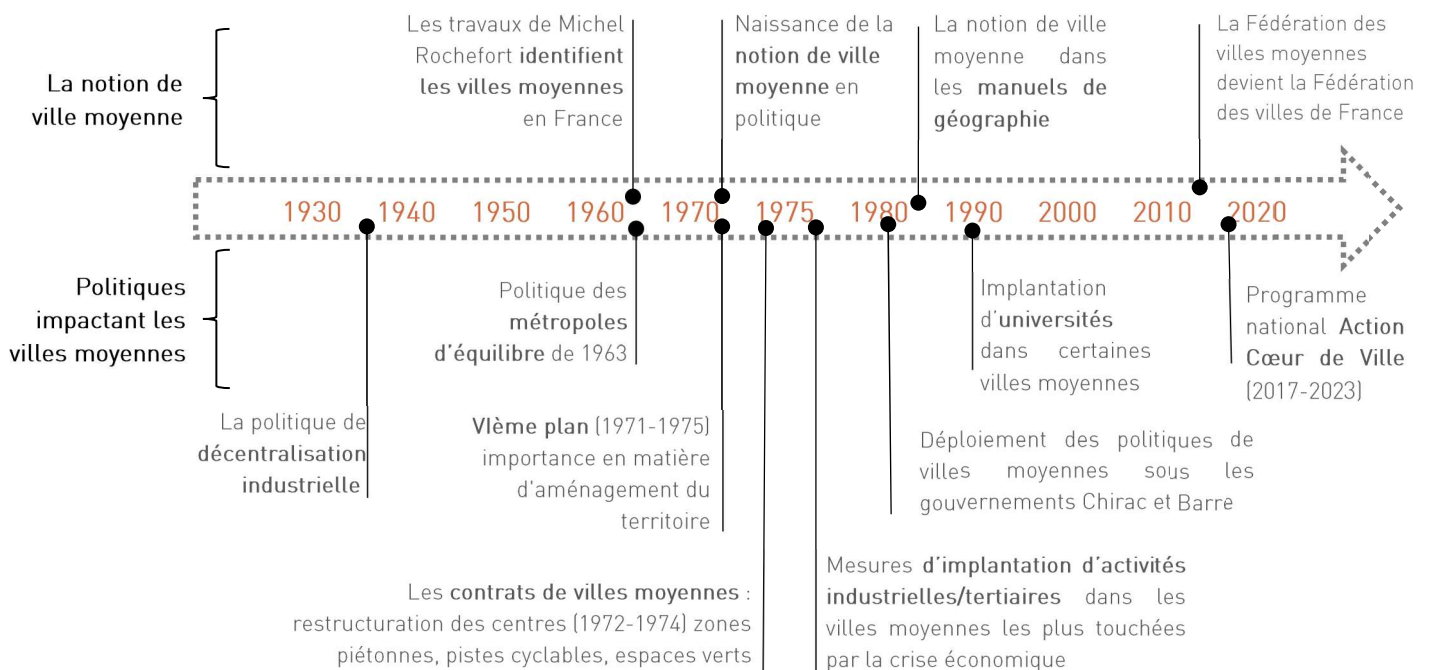 Les travaux de Michel
Rochefort identifient
les villes moyennes
en France
Naissance de la
notion de ville
moyenne en
politique
La notion de ville
moyenne dans
les manuels de
géographie
La Fédération des
villes moyennes
devient la Fédération
des villes de France
La notion de
ville moyenne
1930 1940 1950 1960 1970 1975 1980 1990 2000 2010 2020
Politiques
impactant les
villes moyennes
Politique des
métropoles
d'équilibre de 1963
Implantation
d'universités
dans certaines
villes moyennes
Programme
national Action
Cœur de Ville
(2017-2023)
La politique de
décentralisation
industrielle
VIème plan (1971-1975)
importance en matière
d'aménagement du
territoire
Déploiement des politiques de
villes moyennes sous les
gouvernements Chirac et Barre
Les contrats de villes moyennes :
restructuration des centres (1972-1974) zones
piétonnes, pistes cyclables, espaces verts
Mesures d'implantation d'activités
industrielles/tertiaires dans les
villes moyennes les plus touchées
par la crise économique